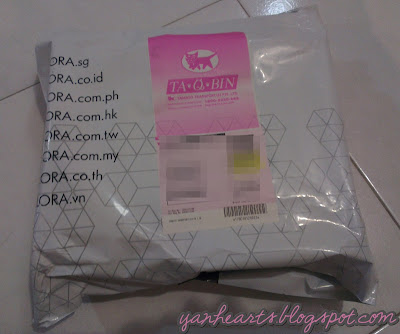 ORA.sg
ORA.co.id
ORA.com.ph
ORA.com.hk
ORA.com.tw
ORA.com.my
ORA.co.th
ORA.vn
TA•Q•BIN
yanhearts.blogspot.com